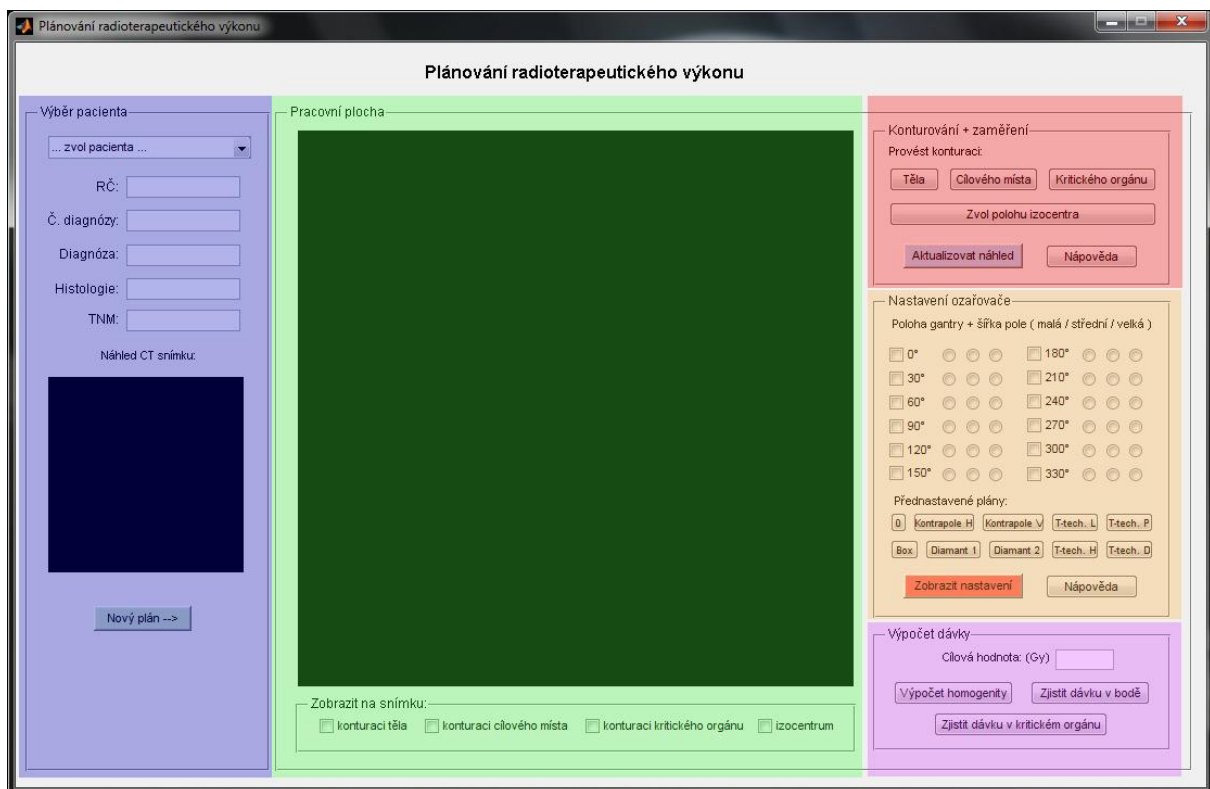 Plánování radioterapeutického výkonu
Plánování radioterapeutického výkonu
Výběr pacienta
... zvol pacienta ...
RČ:
Č. diagnózy:
Diagnóza:
Histologie:
TNM:
Náhled CT snímku:
Nový plán -->
Pracovní plocha
Zobrazit na snímku:
konturaci těla konturaci cílového místa konturaci kritického orgánu izocentrum
Konturování + zaměření
Provést konturaci:
Těla Cílového místa Kritického orgánu
Zvol polohu izocentra
Aktualizovat náhled Nápověda
Nastavení ozařovače
Poloha gantry + šířka pole ( malá / střední / velká )
0° 180°
30° 210°
60° 240°
90° 270°
120° 300°
150° 330°
Přednastavené plány:
0 Kontrapole H Kontrapole V T-tech. L T-tech. P
Box Diamant 1 Diamant 2 T-tech. H T-tech. D
Zobrazit nastavení Nápověda
Výpočet dávky
Cílová hodnota: (Gy)
Výpočet homogenity Zjistit dávku v bodě
Zjistit dávku v kritickém orgánu